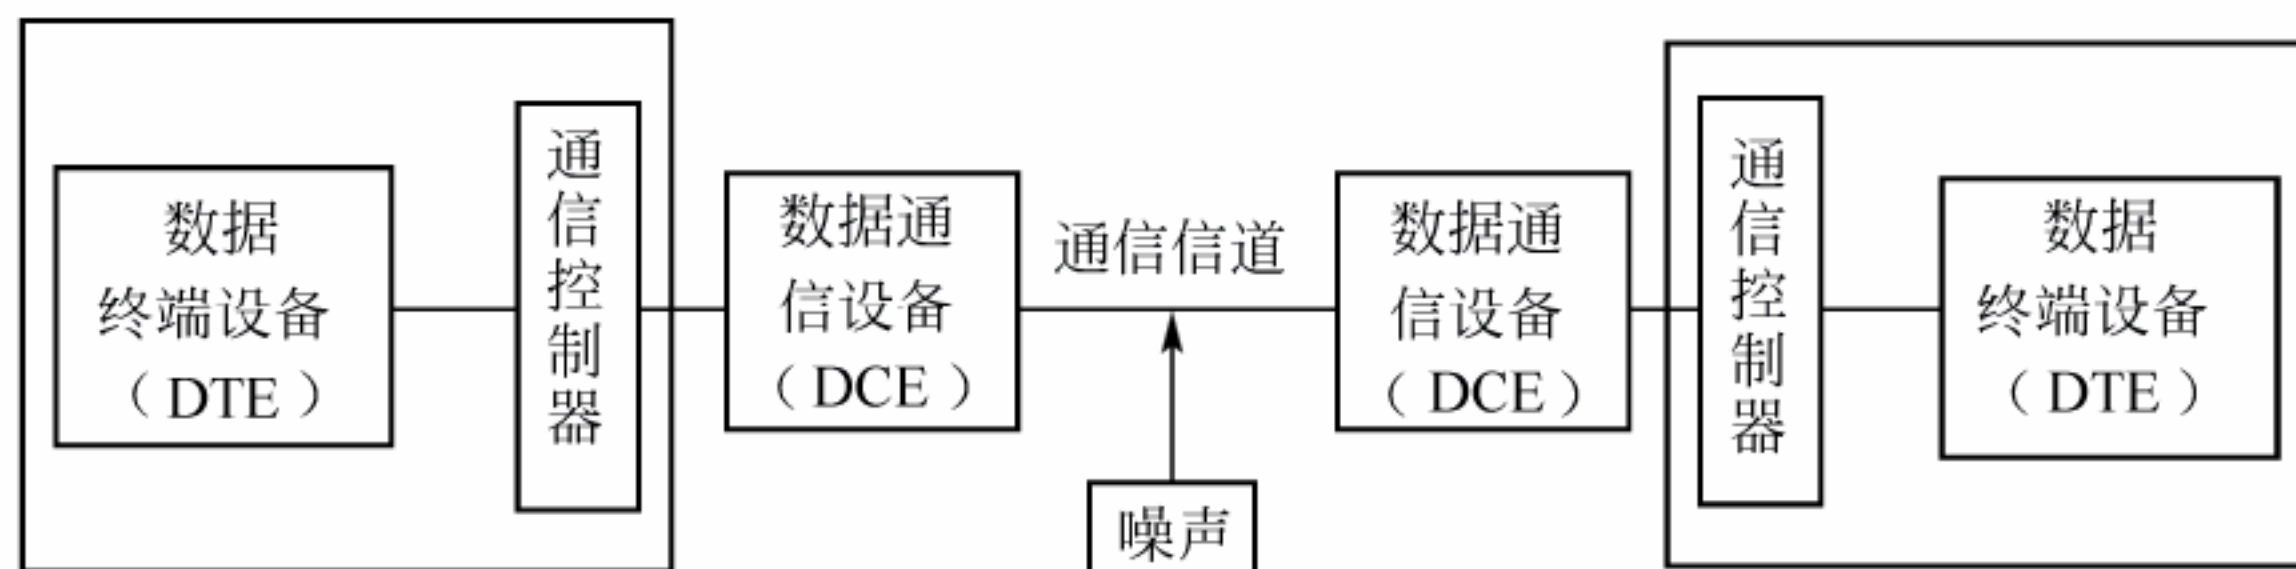 数据
终端设备
（DTE）
通信控制器
数据通
信设备
（DCE）
通信信道
噪声
数据通
信设备
（DCE）
通信控制器
数据
终端设备
（DTE）